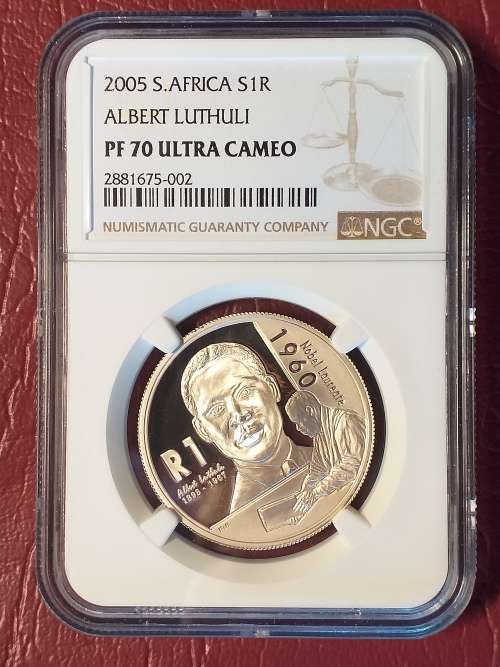 2005 S.AFRICA S1R
ALBERT LUTHULI
PF 70 ULTRA CAMEO
2881675-002
NUMISMATIC GUARANTY COMPANY
NGC®
1960
Nobel Laureate
R1
Albert Luthuli
1898 - 1967